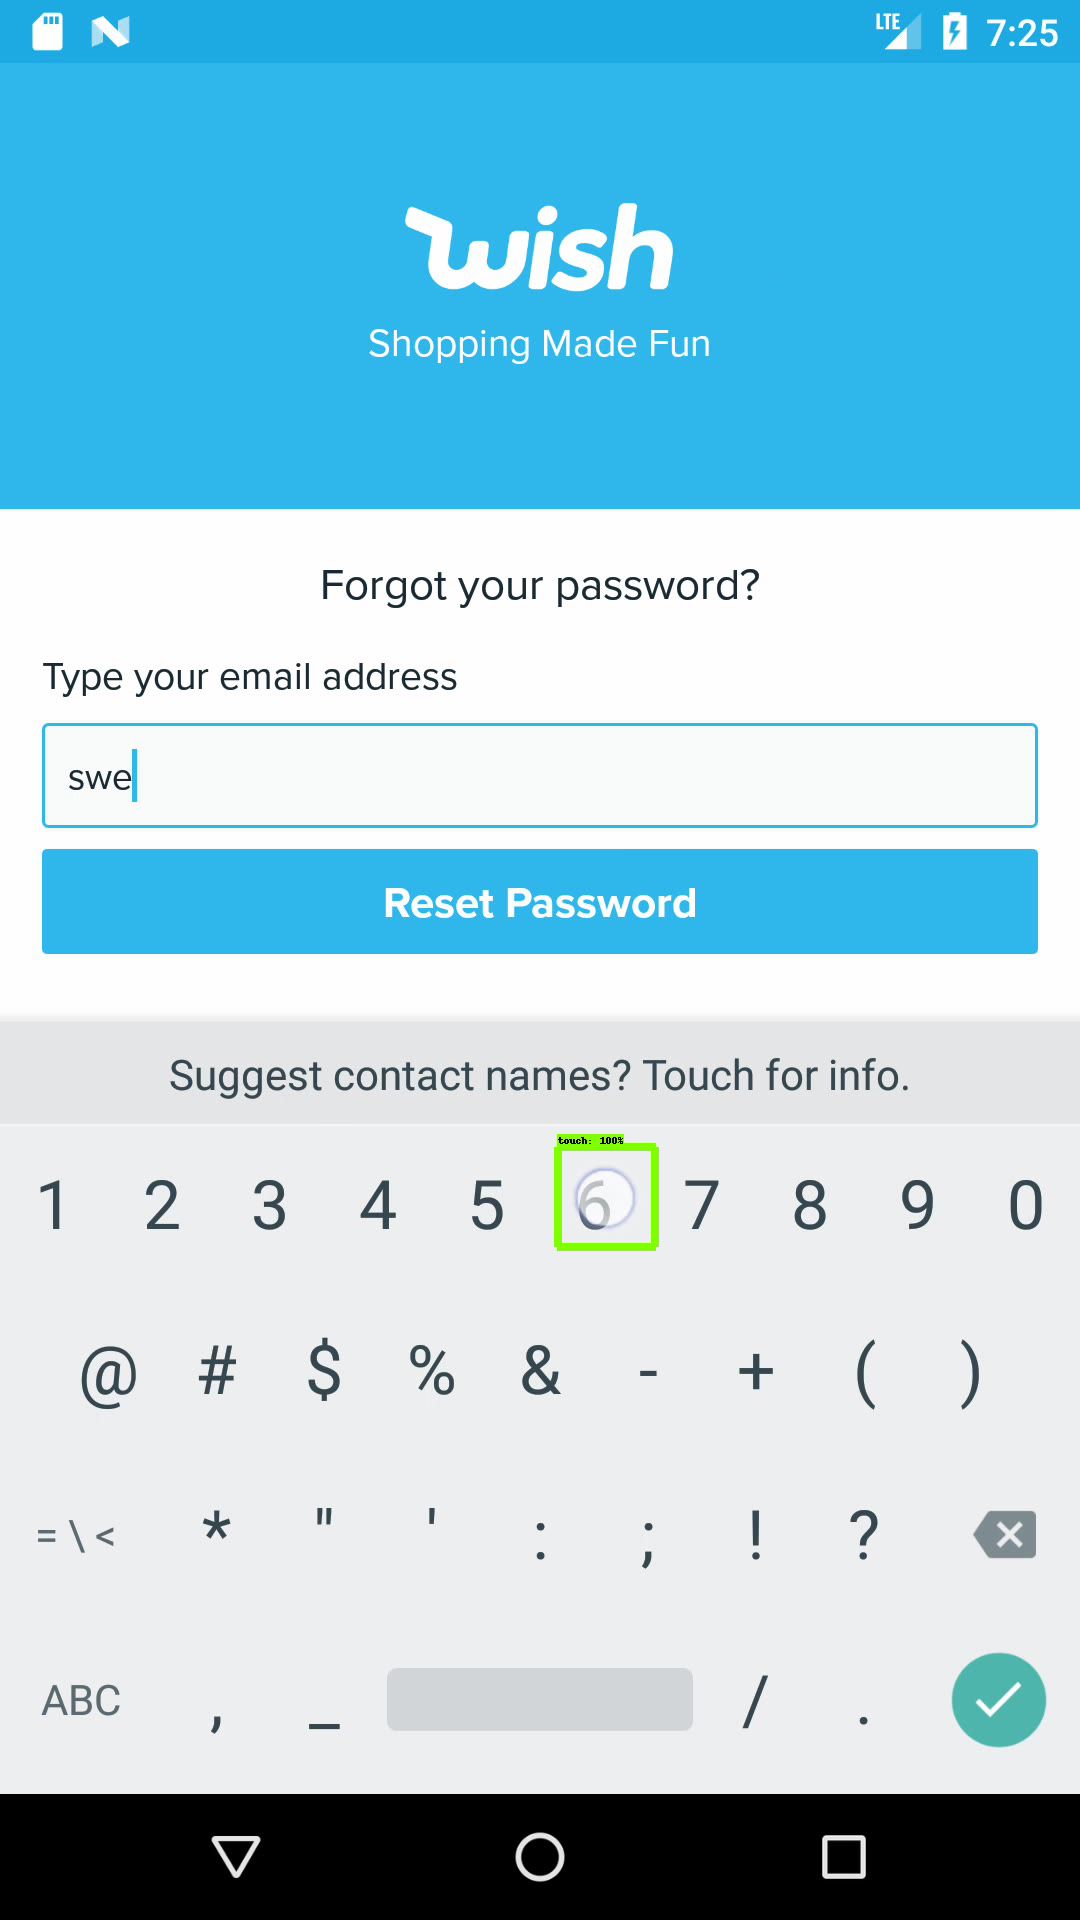 LTE 7:25
wish
Shopping Made Fun
Forgot your password?
Type your email address
swe
Reset Password
Suggest contact names? Touch for info.
touch: 100%
1 2 3 4 5 6 7 8 9 0
@ # $ % & - + ( )
= \ < * " ' : ; ! ?
ABC , _ / .